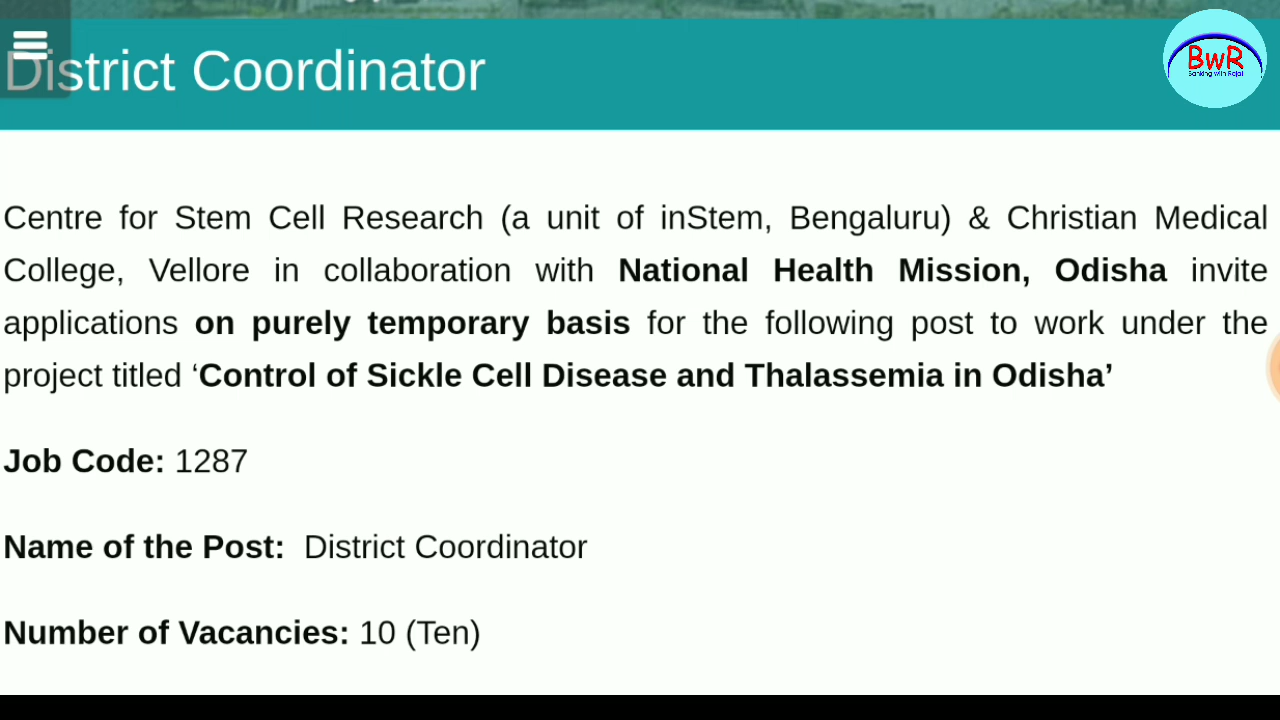 District Coordinator
BwR
Banking with Rajat
Centre for Stem Cell Research (a unit of inStem, Bengaluru) & Christian Medical
College, Vellore in collaboration with National Health Mission, Odisha invite
applications on purely temporary basis for the following post to work under the
project titled ‘Control of Sickle Cell Disease and Thalassemia in Odisha’
Job Code: 1287
Name of the Post: District Coordinator
Number of Vacancies: 10 (Ten)